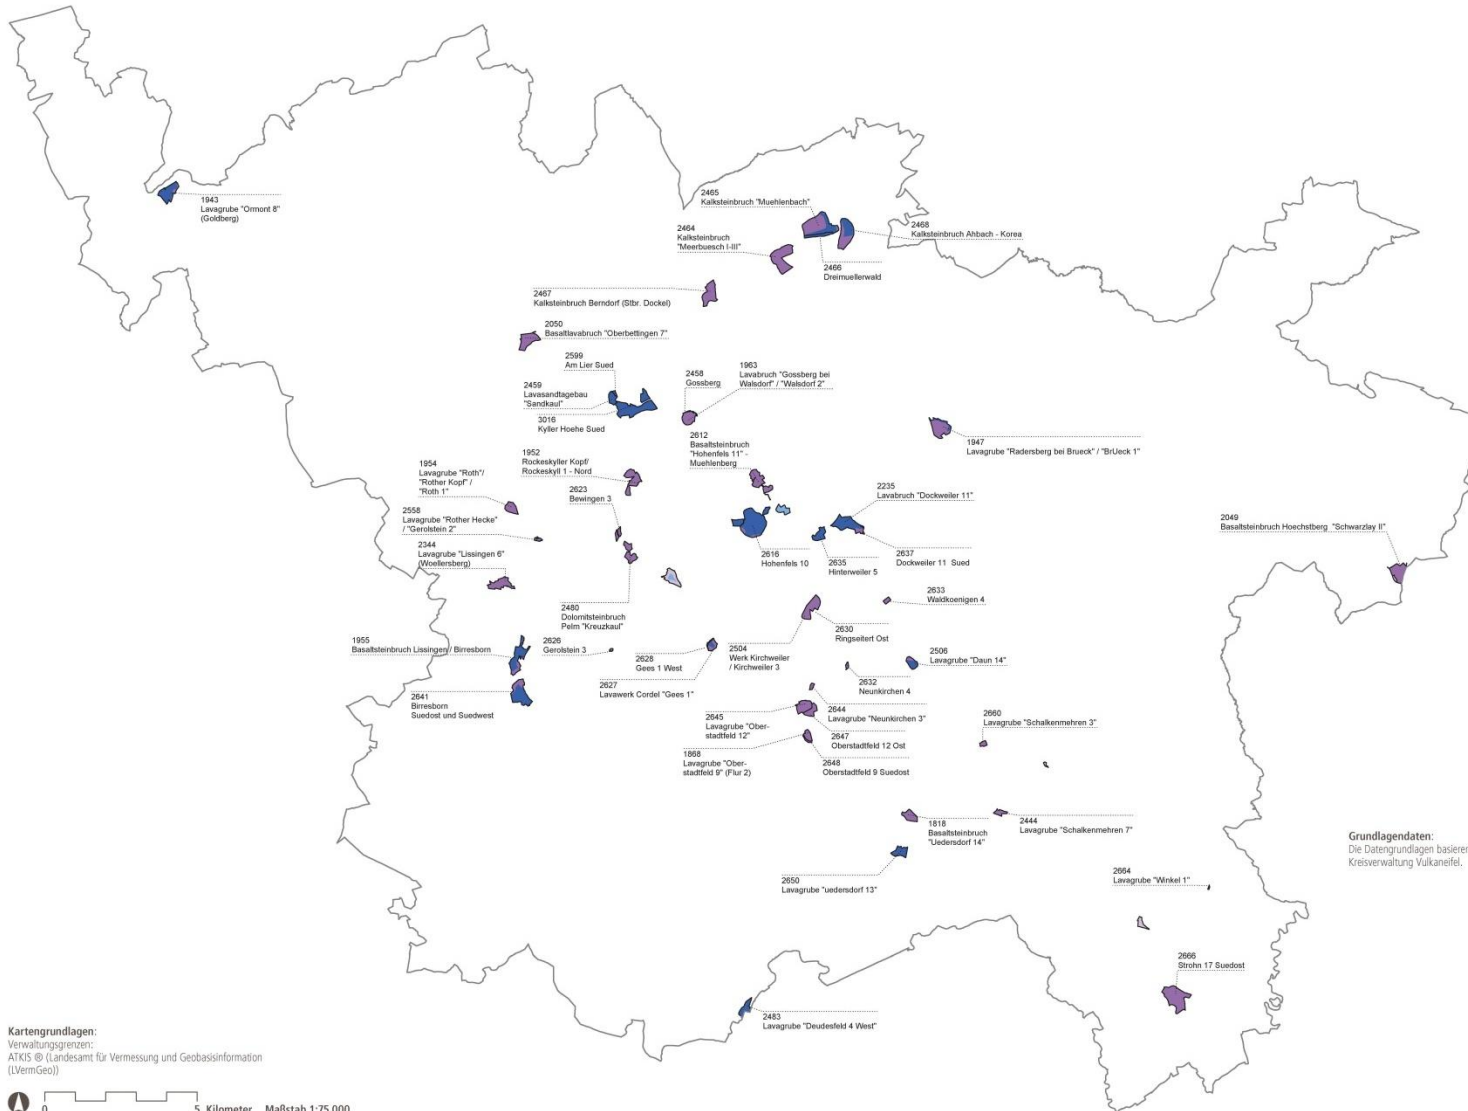 1943
Lavagrube "Ormont 8"
(Goldberg)
2465
Kalksteinbruch "Muehlenbach"
2468
Kalksteinbruch Ahbach - Korea
2464
Kalksteinbruch
"Meerbuesch I-III"
2466
Dreimuellerwald
2467
Kalksteinbruch Berndorf (Stbr. Dockel)
2050
Basaltlavabruch "Oberbettingen 7"
2599
Am Lier Sued
2459
Lavasandtagebau
"Sandkaul"
3016
Kyller Hoehe Sued
2458
Gossberg
1963
Lavabruch "Gossberg bei
Walsdorf" / "Walsdorf 2"
2612
Basaltsteinbruch
"Hohenfels 11" -
Muehlenberg
1947
Lavagrube "Radersberg bei Brueck" / "BrUeck 1"
1952
Rockeskyller Kopf/
Rockeskyll 1 - Nord
1954
Lavagrube "Roth"/
"Rother Kopf" /
"Roth 1"
2623
Bewingen 3
2558
Lavagrube "Rother Hecke"
/ "Gerolstein 2"
2344
Lavagrube "Lissingen 6"
(Woellersberg)
2235
Lavabruch "Dockweiler 11"
2049
Basaltsteinbruch Hoechstberg "Schwarzlay II"
2616
Hohenfels 10
2635
Hinterweiler 5
2637
Dockweiler 11 Sued
2633
Waldkoenigen 4
2480
Dolomitsteinbruch
Pelm "Kreuzkaul"
2630
Ringseitert Ost
1955
Basaltsteinbruch Lissingen / Birresborn
2626
Gerolstein 3
2628
Gees 1 West
2504
Werk Kirchweiler
/ Kirchweiler 3
2506
Lavagrube "Daun 14"
2632
Neunkirchen 4
2627
Lavawerk Cordel "Gees 1"
2641
Birresborn
Suedost und Suedwest
2645
Lavagrube "Ober-
stadtfeld 12"
2644
Lavagrube "Neunkirchen 3"
2660
Lavagrube "Schalkenmehren 3"
2647
Oberstadtfeld 12 Ost
1868
Lavagrube "Ober-
stadtfeld 9" (Flur 2)
2648
Oberstadtfeld 9 Suedost
1818
Basaltsteinbruch
"Uedersdorf 14"
2444
Lavagrube "Schalkenmehren 7"
2650
Lavagrube "uedersdorf 13"
2664
Lavagrube "Winkel 1"
2666
Strohn 17 Suedost
2483
Lavagrube "Deudesfeld 4 West"
Grundlagendaten:
Die Datengrundlagen basieren
Kreisverwaltung Vulkaneifel.
Kartengrundlagen:
Verwaltungsgrenzen:
ATKIS ® (Landesamt für Vermessung und Geobasisinformation
(LVermGeo))
0 5 Kilometer Maßstab 1:75.000